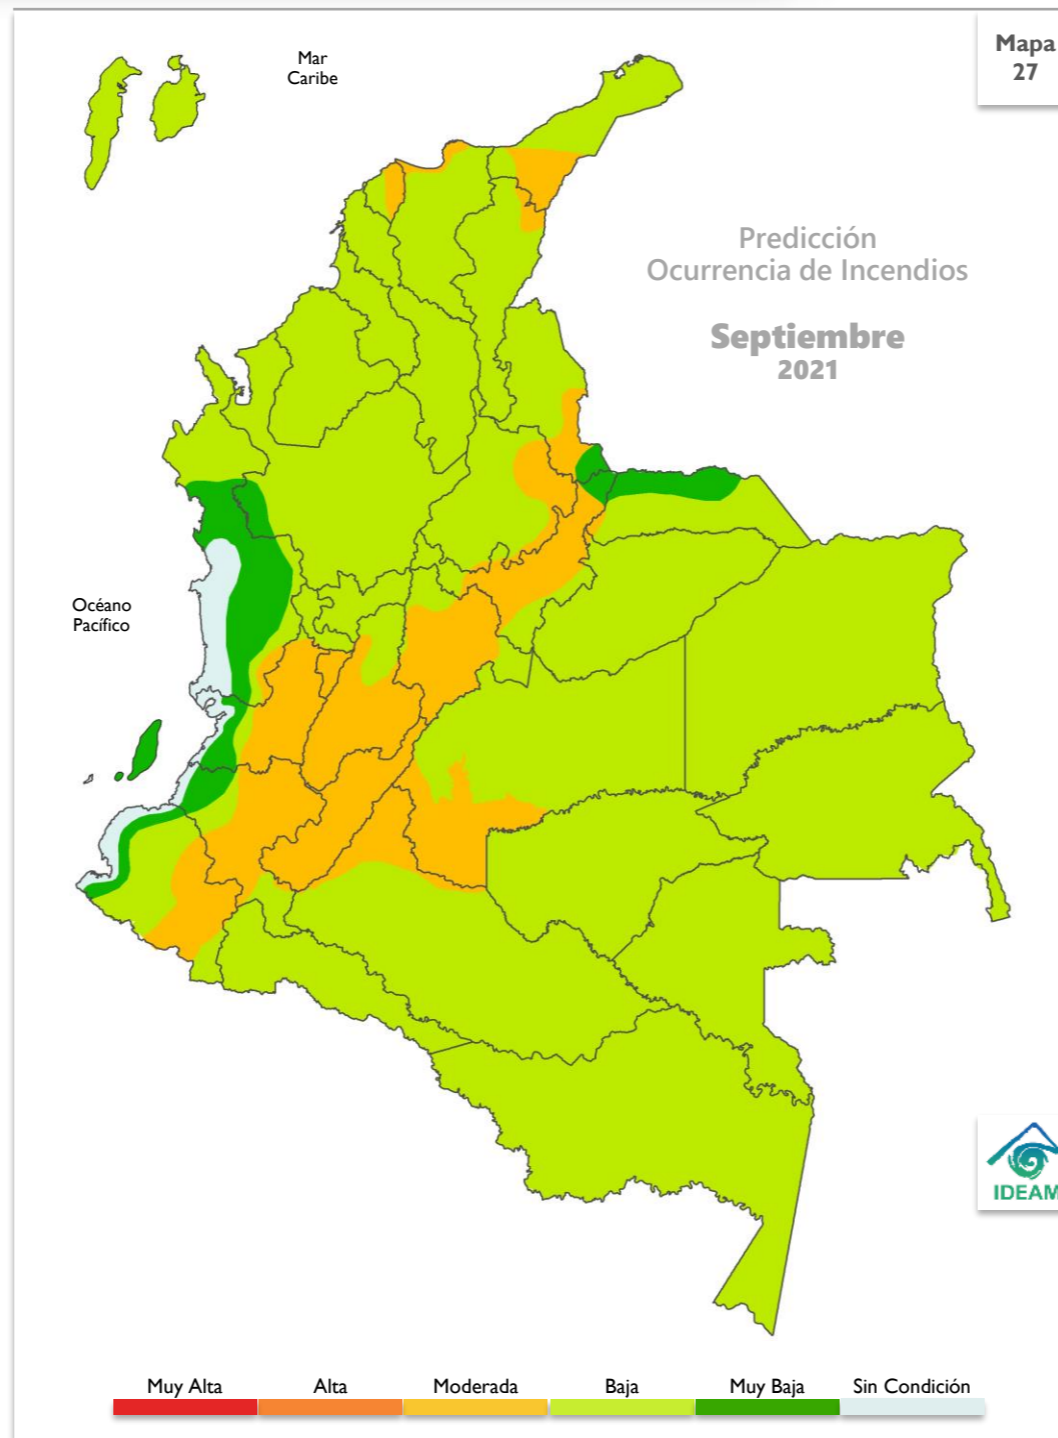 Mapa
27
Mar
Caribe
Predicción
Ocurrencia de Incendios
Septiembre
2021
Océano
Pacífico
IDEAM
Muy Alta
Alta
Moderada
Baja
Muy Baja
Sin Condición